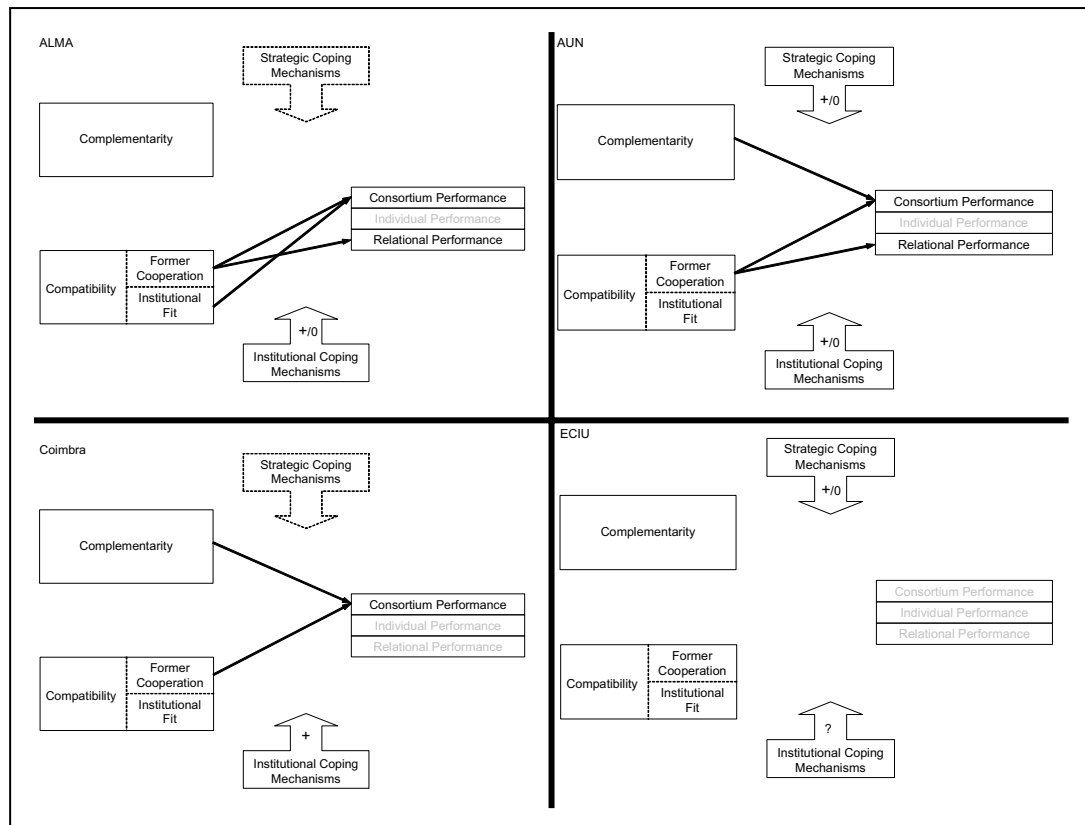 ALMA
Strategic Coping
Mechanisms
Complementarity
Consortium Performance
Individual Performance
Relational Performance
Compatibility
Former
Cooperation
Institutional
Fit
+/0
Institutional Coping
Mechanisms
AUN
Strategic Coping
Mechanisms
+/0
Complementarity
Consortium Performance
Individual Performance
Relational Performance
Compatibility
Former
Cooperation
Institutional
Fit
+/0
Institutional Coping
Mechanisms
Coimbra
Strategic Coping
Mechanisms
Complementarity
Consortium Performance
Individual Performance
Relational Performance
Compatibility
Former
Cooperation
Institutional
Fit
+
Institutional Coping
Mechanisms
ECIU
Strategic Coping
Mechanisms
+/0
Complementarity
Consortium Performance
Individual Performance
Relational Performance
Compatibility
Former
Cooperation
Institutional
Fit
?
Institutional Coping
Mechanisms